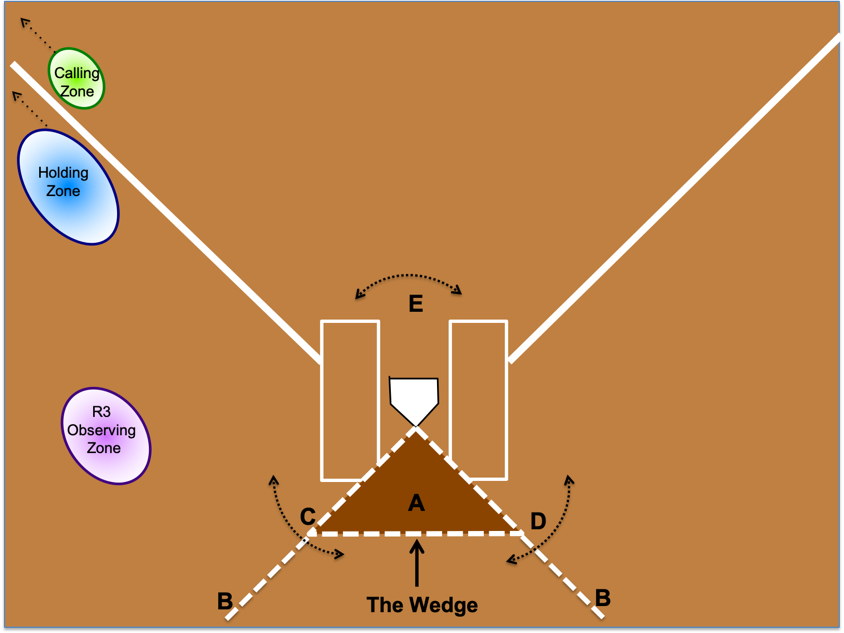 Calling
Zone
Holding
Zone
E
R3
Observing
Zone
A
C
D
B
B
The Wedge